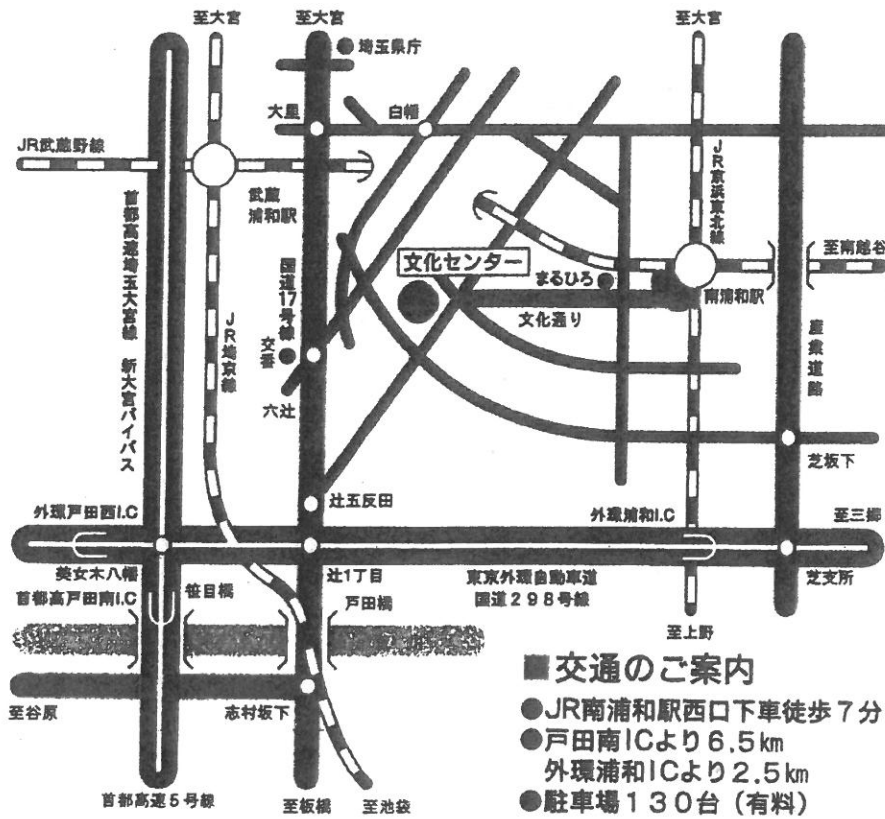 至大宮
至大宮
至大宮
埼玉県庁
大里
白幡
JR武蔵野線
武蔵
浦和駅
JR京浜東北線
首都高速埼玉大宮線 新大宮バイパス
国道17号線
文化センター
まるひろ
至南越谷
南浦和駅
文化通り
JR埼京線
交番
産業道路
六辻
芝坂下
辻五反田
外環戸田西I.C
外環浦和I.C
至三郷
美女木八幡
笹目橋
辻1丁目
東京外環自動車道
国道298号線
芝支所
首都高戸田南I.C
戸田橋
至上野
■交通のご案内
●JR南浦和駅西口下車徒歩7分
●戸田南ICより6.5km
外環浦和ICより2.5km
●駐車場130台(有料)
至谷原
志村坂下
首都高速5号線
至板橋
至池袋